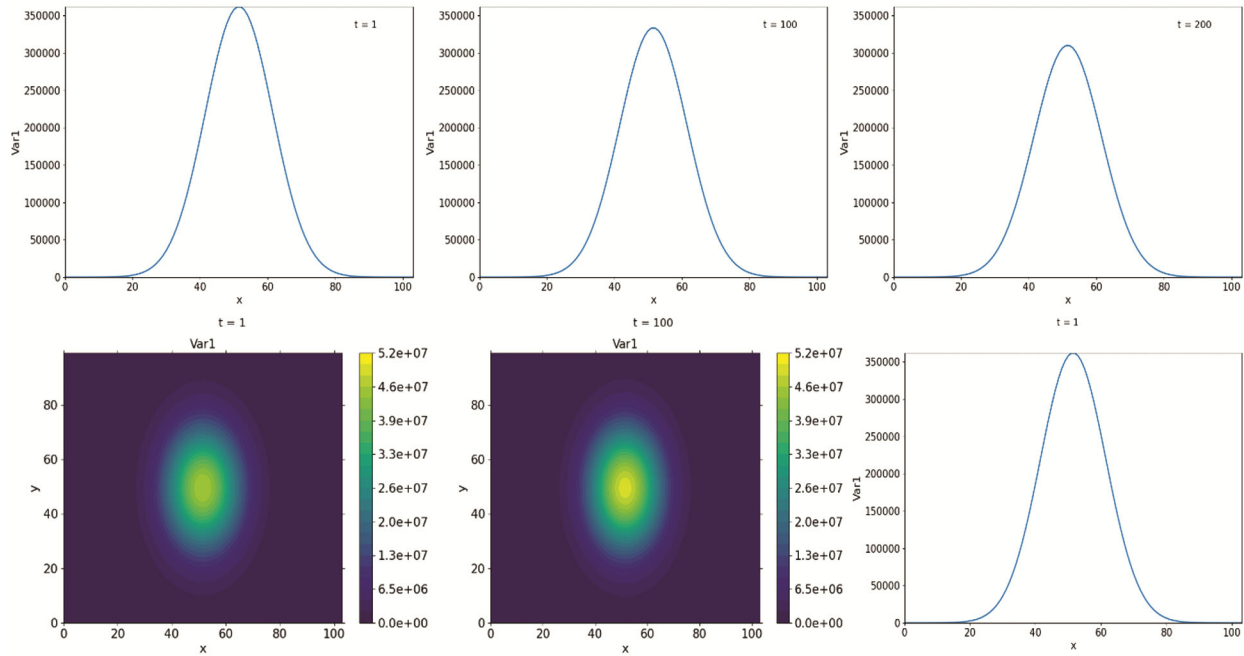 t = 1
350000
300000
250000
200000
150000
100000
50000
0
Var1
0 20 40 60 80 100
x
t = 100
350000
300000
250000
200000
150000
100000
50000
0
Var1
0 20 40 60 80 100
x
t = 200
350000
300000
250000
200000
150000
100000
50000
0
Var1
0 20 40 60 80 100
x
t = 1
Var1
80
60
40
20
0
y
0 20 40 60 80 100
x
5.2e+07
4.6e+07
3.9e+07
3.3e+07
2.6e+07
2.0e+07
1.3e+07
6.5e+06
0.0e+00
t = 100
Var1
80
60
40
20
0
y
0 20 40 60 80 100
x
5.2e+07
4.6e+07
3.9e+07
3.3e+07
2.6e+07
2.0e+07
1.3e+07
6.5e+06
0.0e+00
t = 1
350000
300000
250000
200000
150000
100000
50000
0
Var1
0 20 40 60 80 100
x